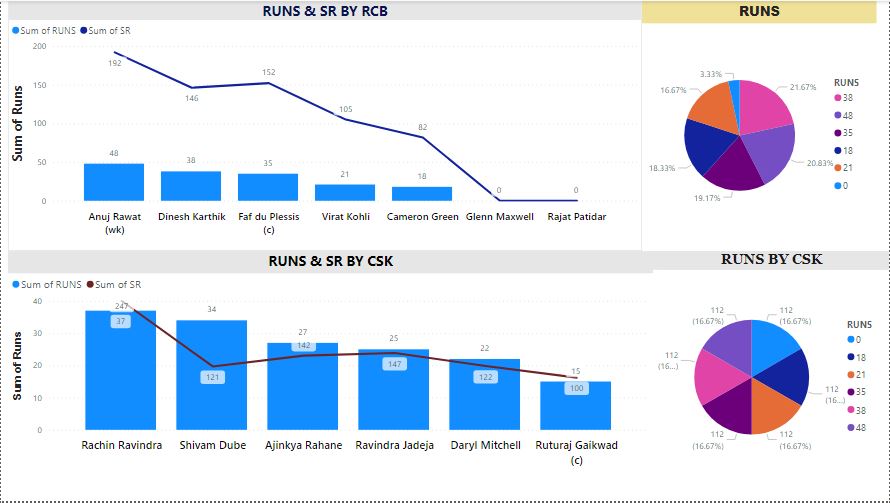 RUNS & SR BY RCB
Sum of RUNS Sum of SR
Sum of Runs
200
150
100
50
0
192
146
152
105
82
0
0
48
38
35
21
18
Anuj Rawat (wk)
Dinesh Karthik
Faf du Plessis (c)
Virat Kohli
Cameron Green
Glenn Maxwell
Rajat Patidar
RUNS
3.33%
21.67%
20.83%
19.17%
18.33%
16.67%
RUNS
38
48
35
18
21
0
RUNS & SR BY CSK
Sum of RUNS Sum of SR
Sum of Runs
40
30
20
10
0
247
37
34
121
27
142
25
147
22
122
15
100
Rachin Ravindra
Shivam Dube
Ajinkya Rahane
Ravindra Jadeja
Daryl Mitchell
Ruturaj Gaikwad (c)
RUNS BY CSK
112
(16.67%)
112
(16.67%)
112
(16...)
112
(16...)
112
(16.67%)
112
(16.67%)
RUNS
0
18
21
35
38
48